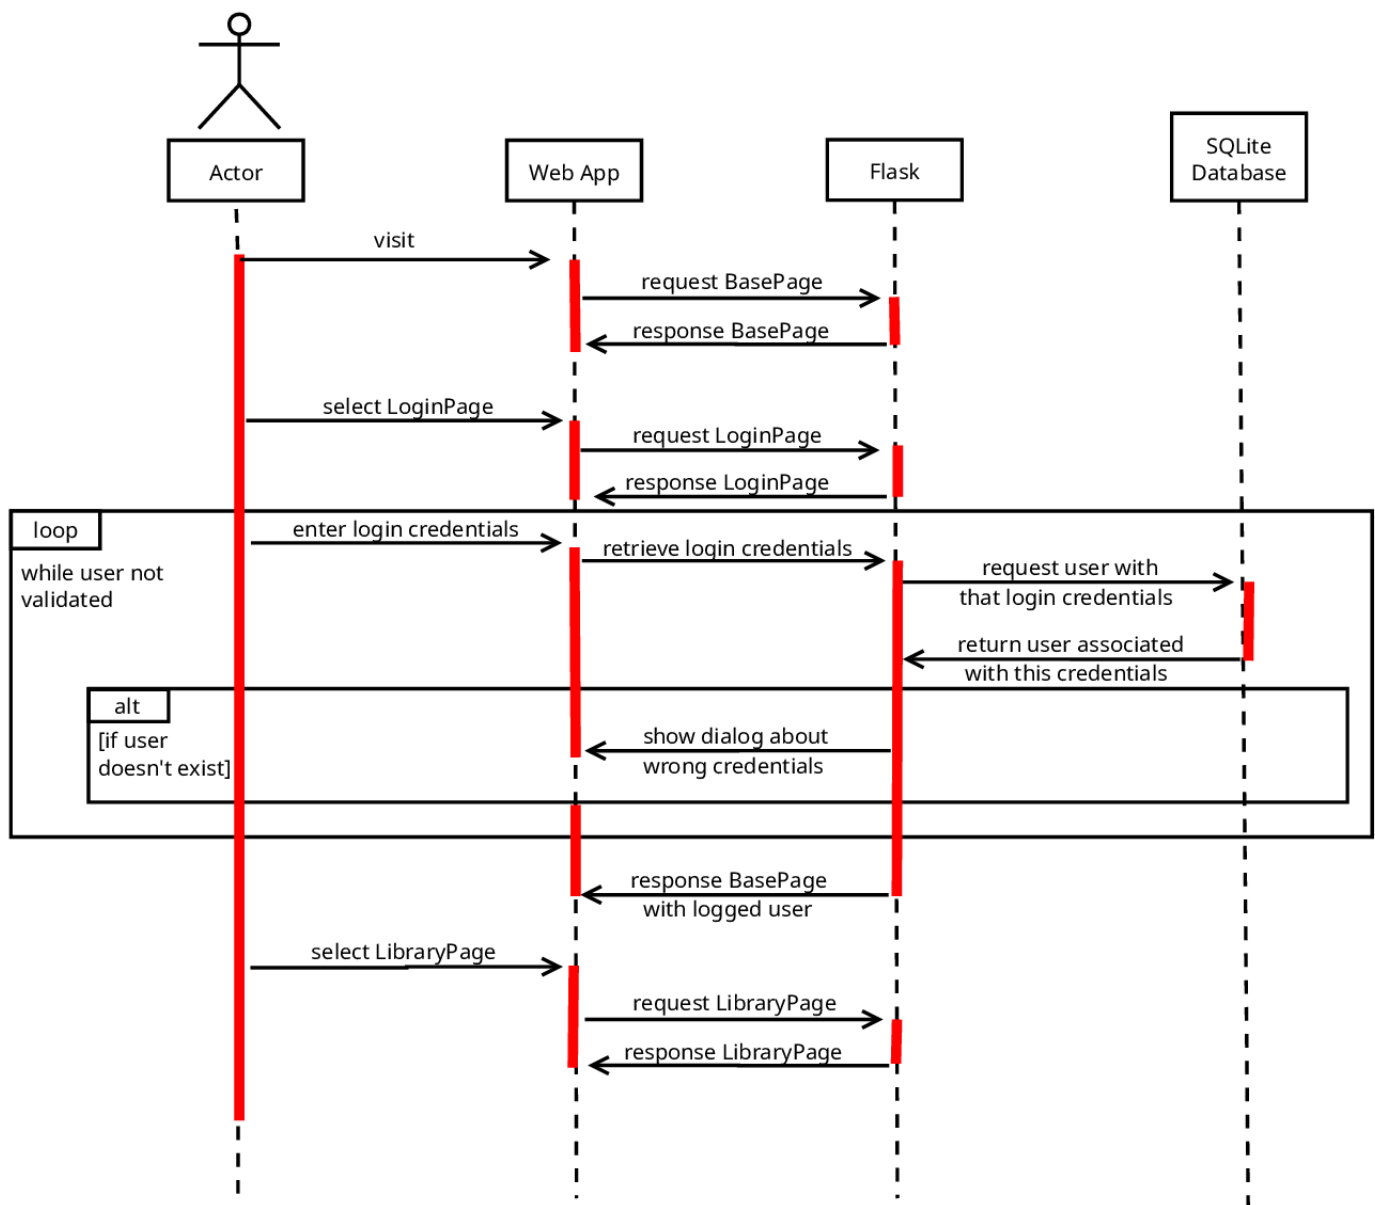 Actor
Web App
Flask
SQLite
Database
visit
request BasePage
response BasePage
select LoginPage
request LoginPage
response LoginPage
loop
while user not
validated
enter login credentials
retrieve login credentials
request user with
that login credentials
return user associated
with this credentials
alt
[if user
doesn't exist]
show dialog about
wrong credentials
response BasePage
with logged user
select LibraryPage
request LibraryPage
response LibraryPage